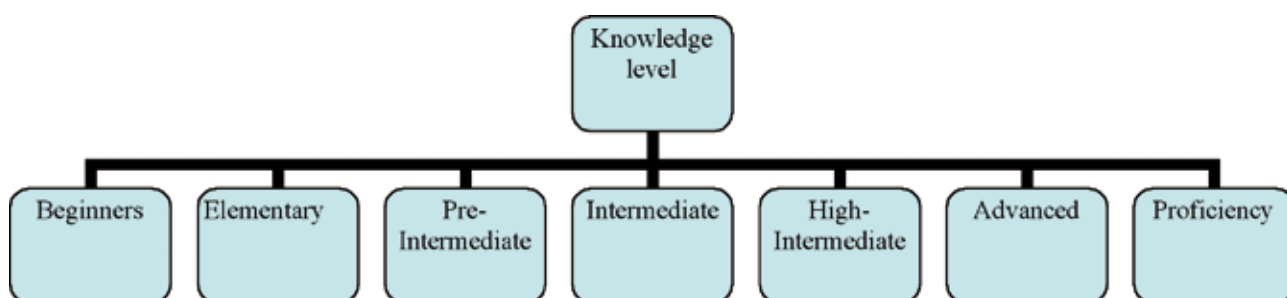 Knowledge
level
Beginners
Elementary
Pre-
Intermediate
Intermediate
High-
Intermediate
Advanced
Proficiency